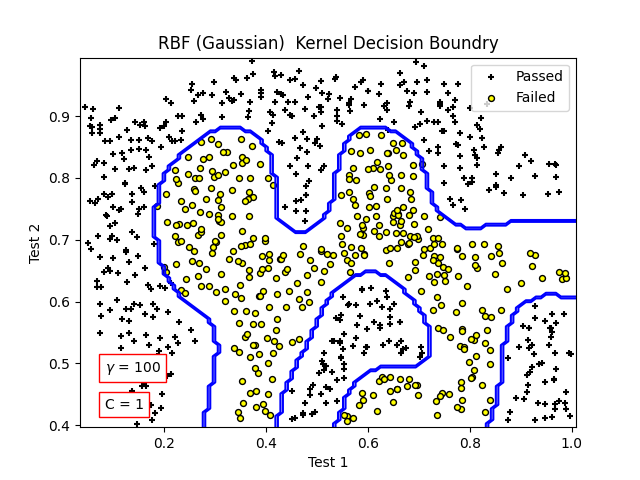 RBF (Gaussian)  Kernel Decision Boundry
Passed
Failed
0.9
0.8
0.7
0.6
0.5
0.4
Test 2
γ = 100
C = 1
0.2
0.4
0.6
0.8
1.0
Test 1